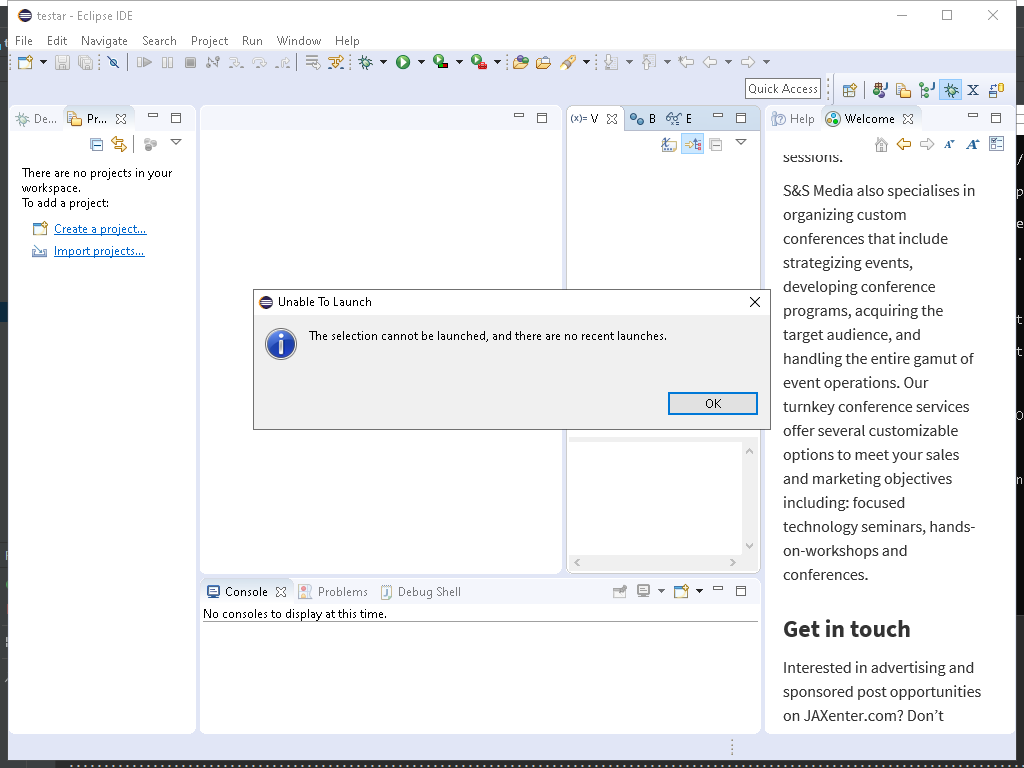 testar - Eclipse IDE
File Edit Navigate Search Project Run Window Help
Quick Access
De...
Pr...
(x)= V
B
E
Help
Welcome
There are no projects in your
workspace.
To add a project:
Create a project...
Import projects...
sessions.
S&S Media also specialises in
organizing custom
conferences that include
strategizing events,
developing conference
programs, acquiring the
target audience, and
handling the entire gamut of
event operations. Our
turnkey conference services
offer several customizable
options to meet your sales
and marketing objectives
including: focused
technology seminars, hands-
on-workshops and
conferences.
Get in touch
Interested in advertising and
sponsored post opportunities
on JAXenter.com? Don't
Unable To Launch
The selection cannot be launched, and there are no recent launches.
OK
Console Problems Debug Shell
No consoles to display at this time.